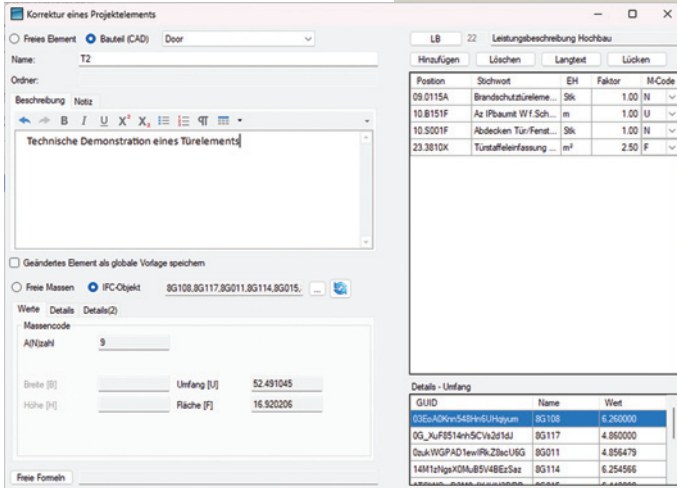 Korrektur eines Projektelements
Freies Element Bauteil (CAD) Door
Name: T2
Ordner:
Beschreibung Notiz
B I U X² X₂
Technische Demonstration eines Türelements
Geändertes Element als globale Vorlage speichern
Freie Massen IFC-Objekt 8G108,8G117,8G011,8G114,8G015, ...
Werte Details Details(2)
Massencode
A(N)zahl 9
Breite [B] Umfang [U] 52.491045
Höhe [H] Fläche [F] 16.920206
Freie Formeln
LB 22 Leistungsbeschreibung Hochbau
Hinzufügen Löschen Langtext Lücken
Position Stichwort EH Faktor M-Code
09.0115A Brandschutztüreleme... Stk 1.00 N
10.B151F Az IPbaumit W f.Sch... m 1.00 U
10.S001F Abdecken Tür/Fenst... Stk 1.00 N
23.3810X Türstaffeleinfassung ... m² 2.50 F
Details - Umfang
GUID Name Wert
8G108 6.260000
8G117 4.860000
8G011 4.856479
8G114 6.254566